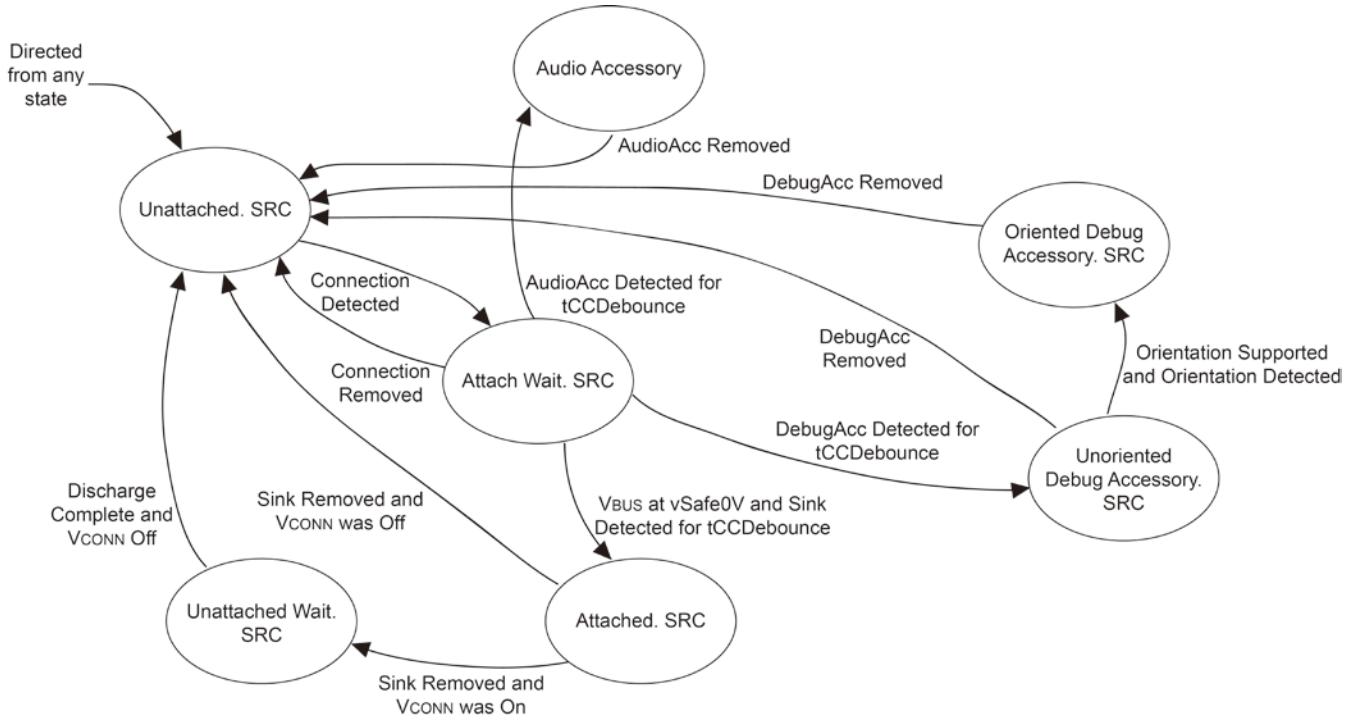 Directed
from any
state
Audio Accessory
AudioAcc Removed
DebugAcc Removed
Unattached. SRC
Oriented Debug
Accessory. SRC
Connection
Detected
AudioAcc Detected for
tCCDebounce
DebugAcc
Removed
Orientation Supported
and Orientation Detected
Connection
Removed
Attach Wait. SRC
DebugAcc Detected for
tCCDebounce
Unoriented
Debug Accessory.
SRC
Discharge
Complete and
VCONN Off
Sink Removed and
VCONN was Off
VBUS at vSafe0V and Sink
Detected for tCCDebounce
Unattached Wait.
SRC
Attached. SRC
Sink Removed and
VCONN was On